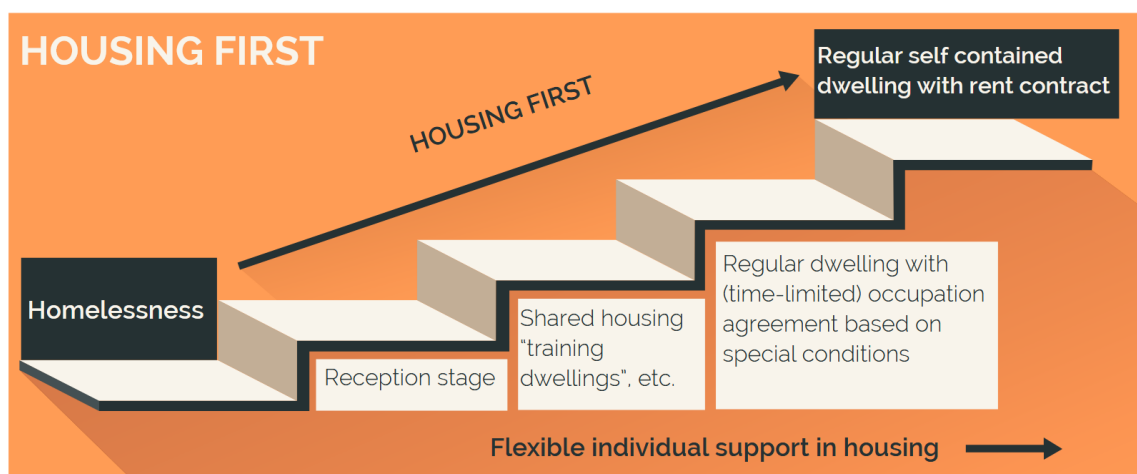 HOUSING FIRST
Regular self contained
dwelling with rent contract
HOUSING FIRST
Homelessness
Reception stage
Shared housing
"training
dwellings", etc.
Regular dwelling with
(time-limited) occupation
agreement based on
special conditions
Flexible individual support in housing